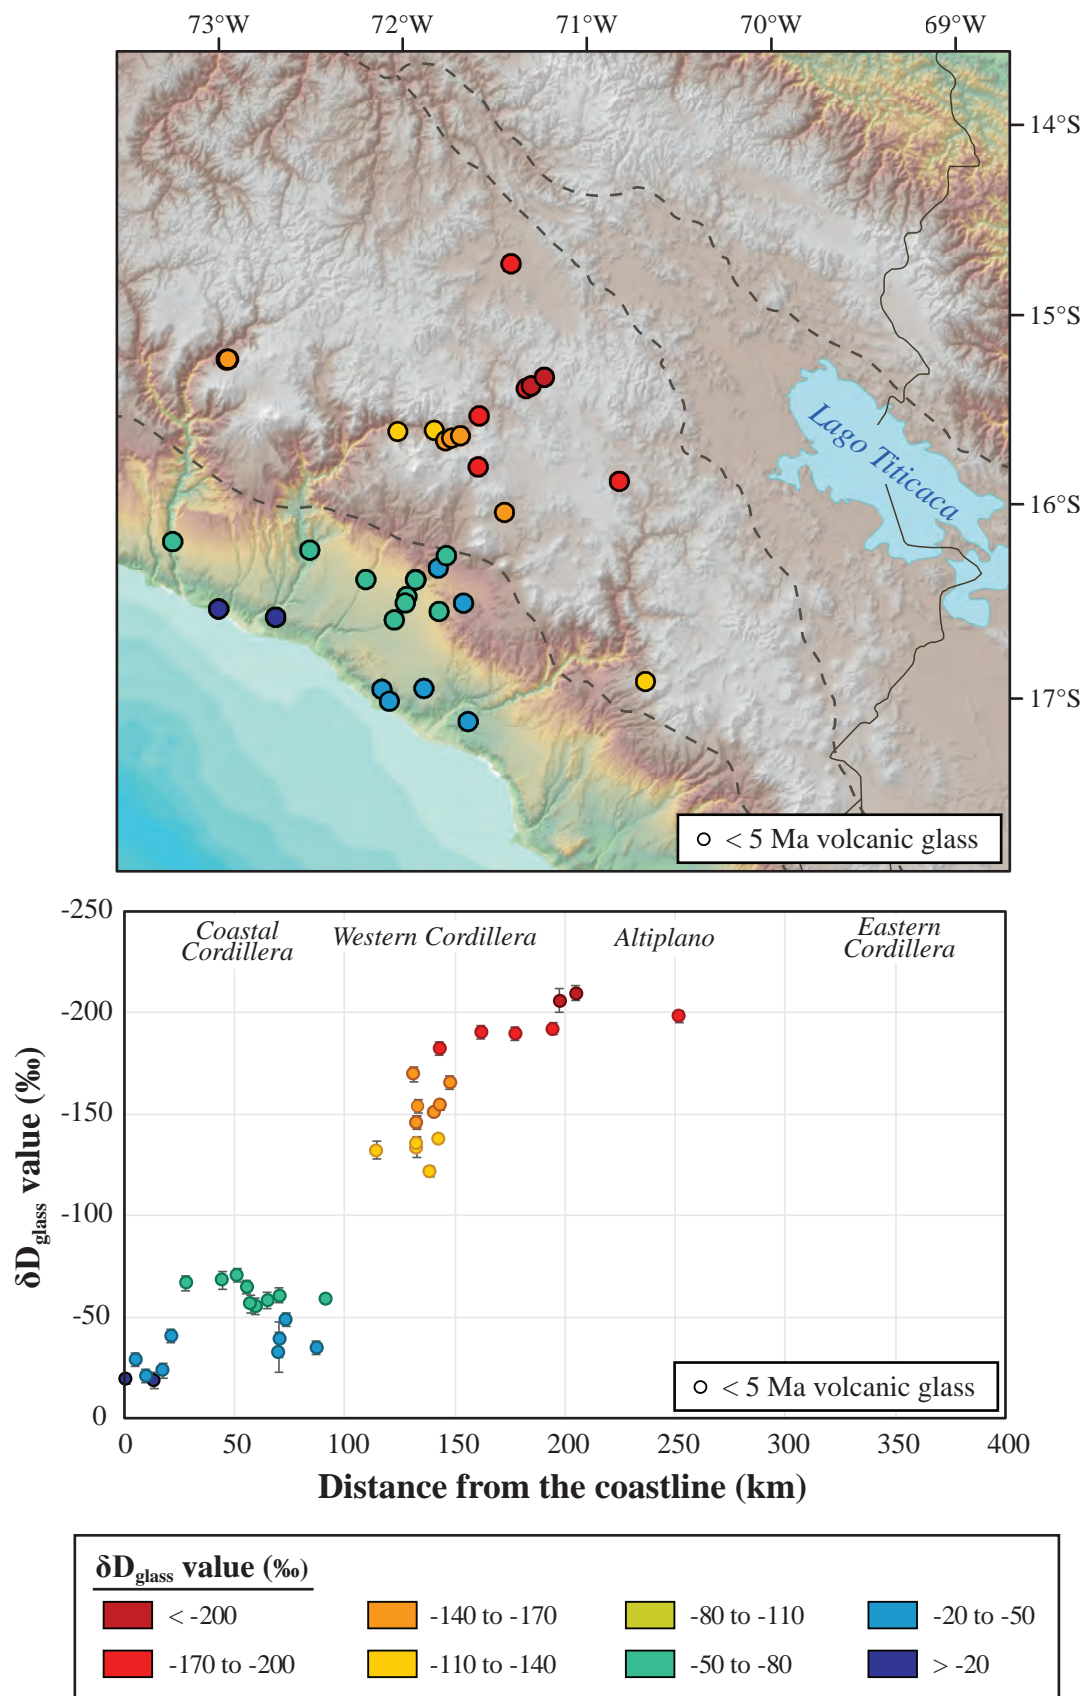 73°W 72°W 71°W 70°W 69°W
14°S
15°S
16°S
17°S
Lago Titicaca
< 5 Ma volcanic glass
-250
-200
-150
-100
-50
0
δDglass value (‰)
Coastal
Cordillera
Western Cordillera
Altiplano
Eastern
Cordillera
< 5 Ma volcanic glass
0 50 100 150 200 250 300 350 400
Distance from the coastline (km)
δDglass value (‰)
< -200 -140 to -170 -80 to -110 -20 to -50
-170 to -200 -110 to -140 -50 to -80 > -20